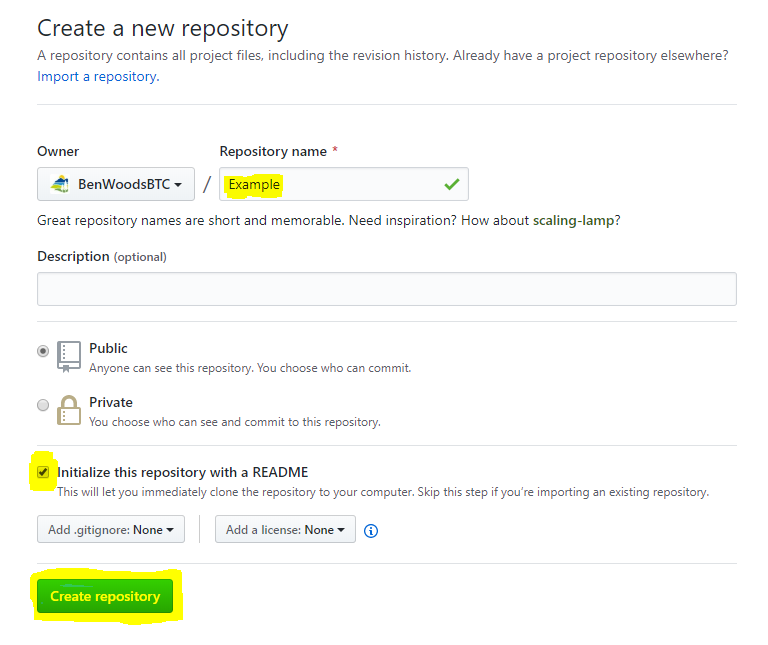 Create a new repository
A repository contains all project files, including the revision history. Already have a project repository elsewhere?
Import a repository.
Owner
Repository name *
BenWoodsBTC
/
Example
Great repository names are short and memorable. Need inspiration? How about scaling-lamp?
Description (optional)
Public
Anyone can see this repository. You choose who can commit.
Private
You choose who can see and commit to this repository.
Initialize this repository with a README
This will let you immediately clone the repository to your computer. Skip this step if you’re importing an existing repository.
Add .gitignore: None
Add a license: None
Create repository